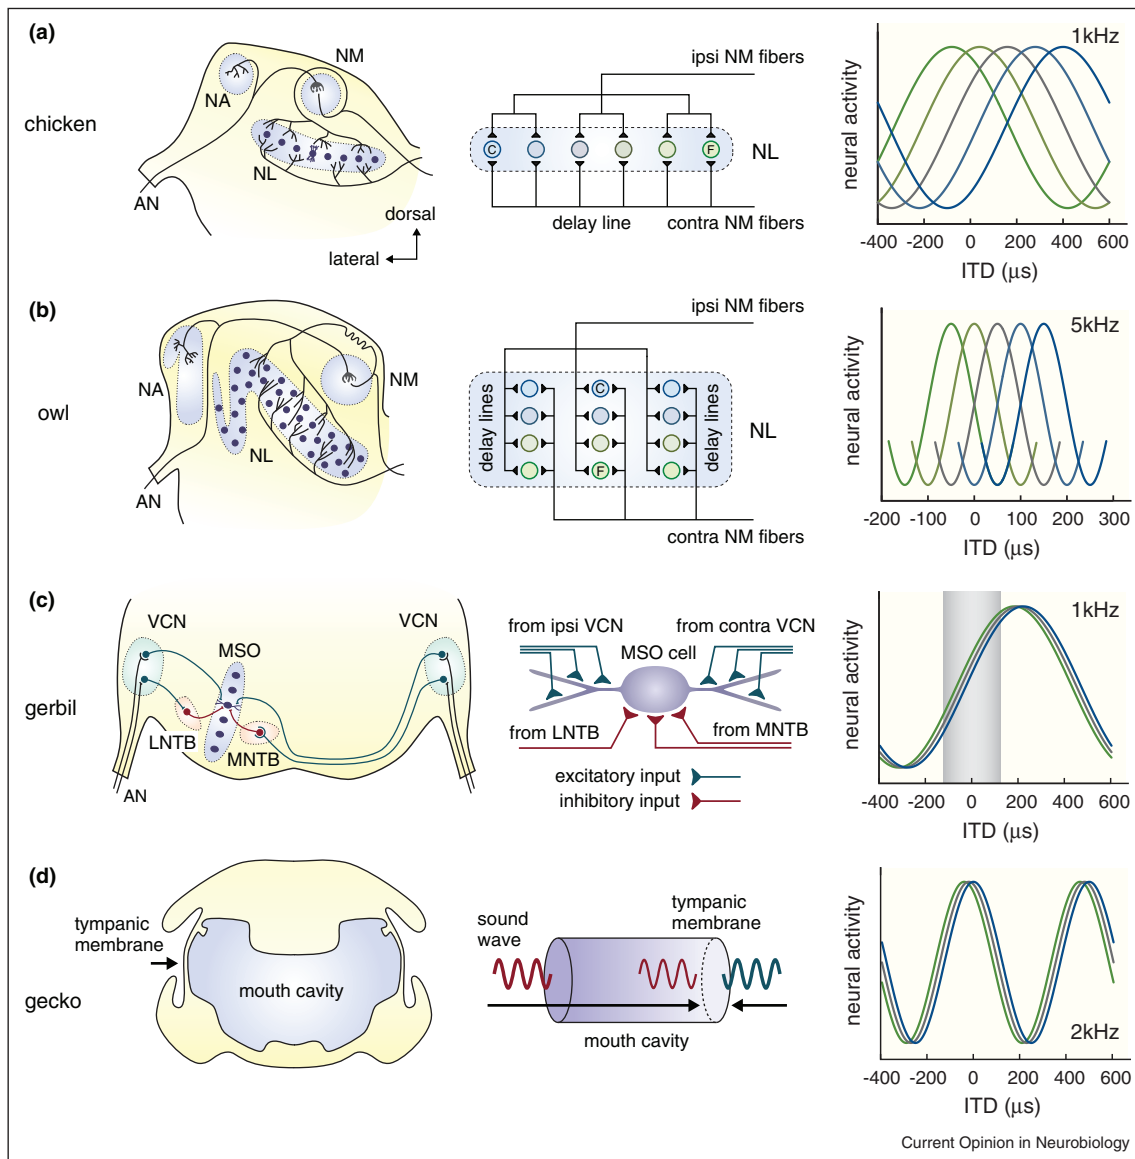 (a)
chicken
NA
NM
NL
AN
dorsal
lateral
ipsi NM fibers
C
F
NL
delay line
contra NM fibers
neural activity
1kHz
-400 -200 0 200 400 600
ITD (μs)
(b)
owl
NA
NM
NL
AN
ipsi NM fibers
delay lines
C
F
delay lines
NL
contra NM fibers
neural activity
5kHz
-200 -100 0 100 200 300
ITD (μs)
(c)
gerbil
VCN
VCN
MSO
LNTB
MNTB
AN
from ipsi VCN
from contra VCN
MSO cell
from LNTB
from MNTB
excitatory input
inhibitory input
neural activity
1kHz
-400 -200 0 200 400 600
ITD (μs)
(d)
gecko
tympanic
membrane
mouth cavity
sound
wave
tympanic
membrane
mouth cavity
neural activity
2kHz
-400 -200 0 200 400 600
ITD (μs)
Current Opinion in Neurobiology